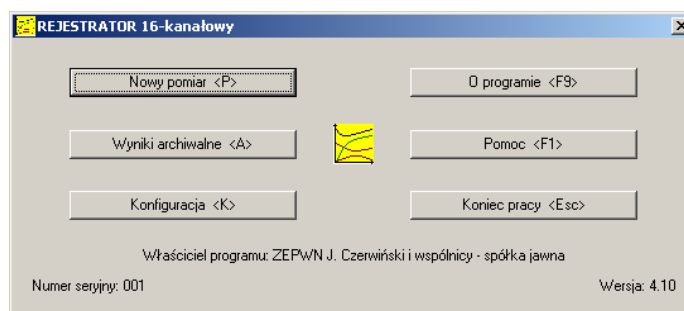 REJESTRATOR 16-kanałowy
Nowy pomiar <P>
O programie <F9>
Wyniki archiwalne <A>
Pomoc <F1>
Konfiguracja <K>
Koniec pracy <Esc>
Właściciel programu: ZEPWN J. Czerwiński i wspólnicy - spółka jawna
Numer seryjny: 001
Wersja: 4.10